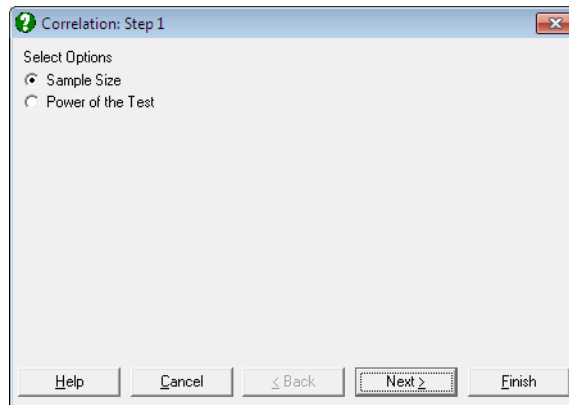 Correlation: Step 1
Select Options
Sample Size
Power of the Test
Help Cancel < Back Next > Finish